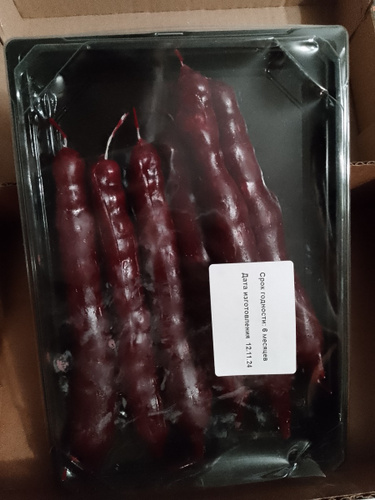 Срок годности: 6 месяцев
Дата изготовления 12.11.24